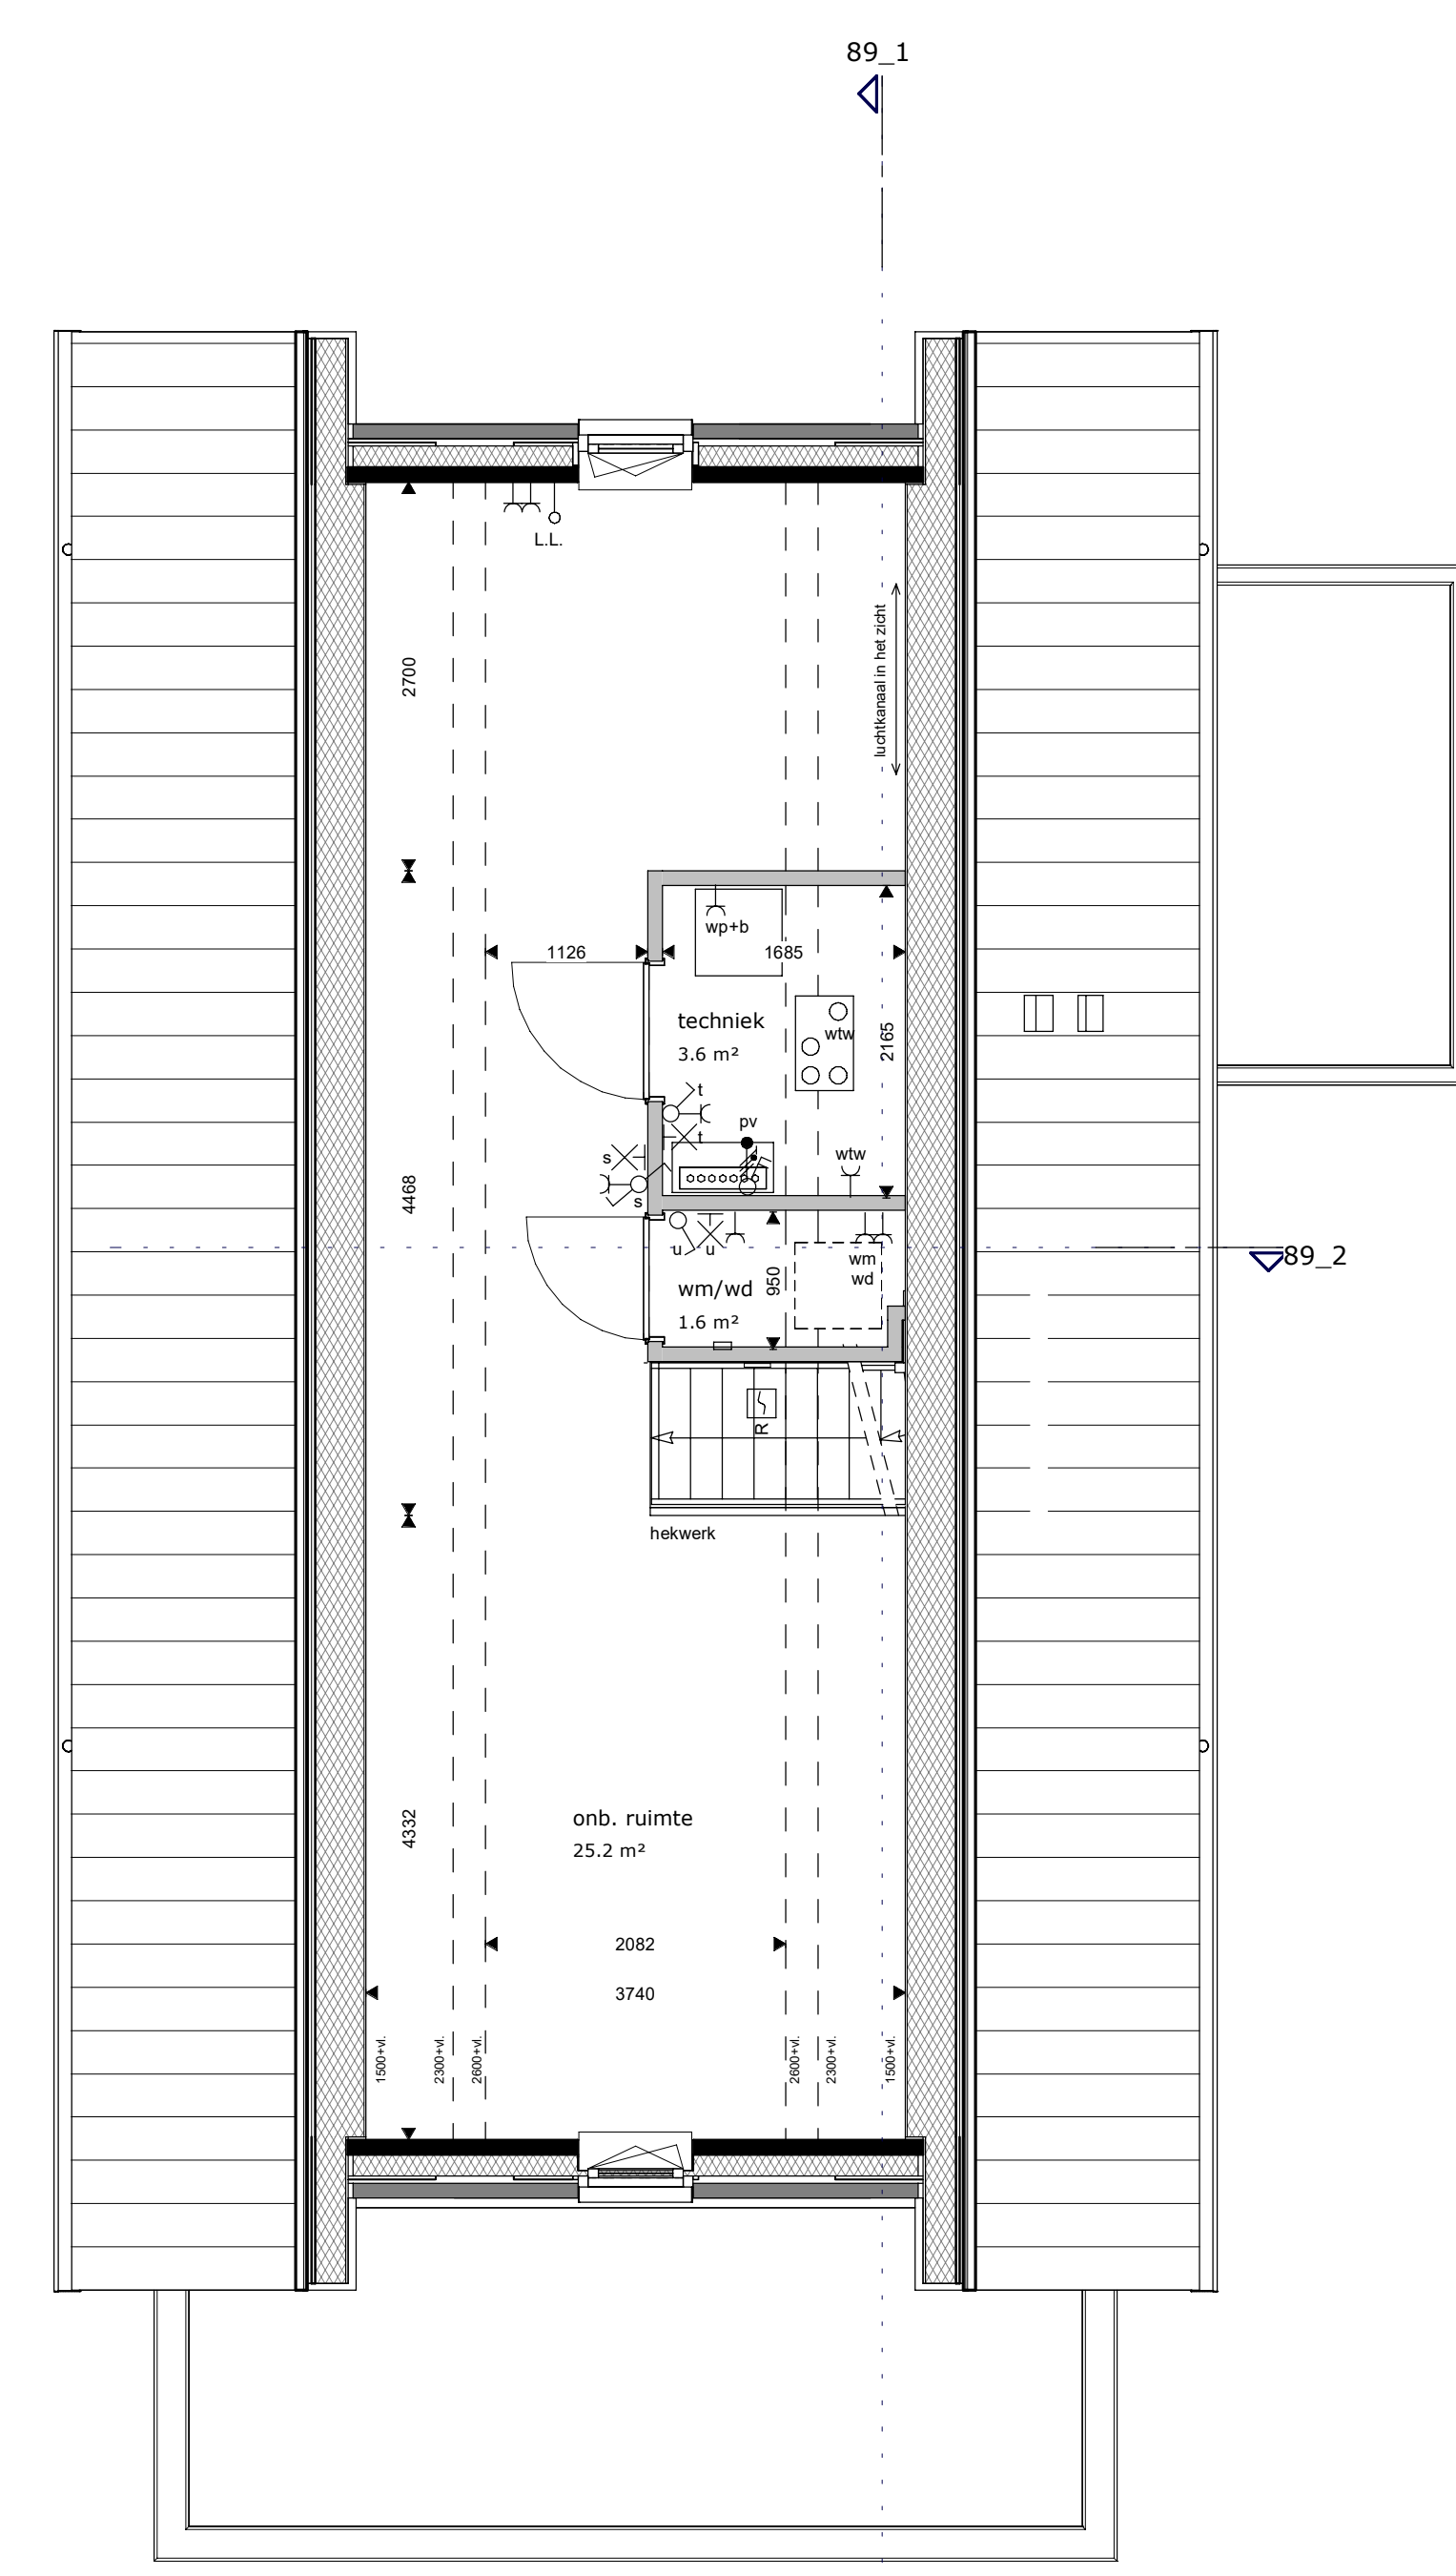 89_1
L.L.
luchtkanaal in het zicht
2700
wp+b
1126
1685
techniek
3.6 m²
wtw
2165
t
pv
t
s
wtw
s
4468
u
u
wm
wd
89_2
wm/wd
950
1.6 m²
R
hekwerk
onb. ruimte
25.2 m²
4332
2082
3740
1500+vl.
2300+vl.
2600+vl.
2600+vl.
2300+vl.
1500+vl.